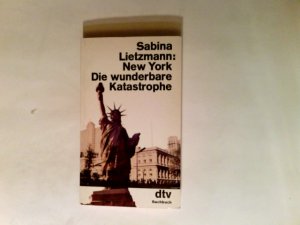 Sabina
Lietzmann:
New York
Die wunderbare
Katastrophe
dtv
Sachbuch